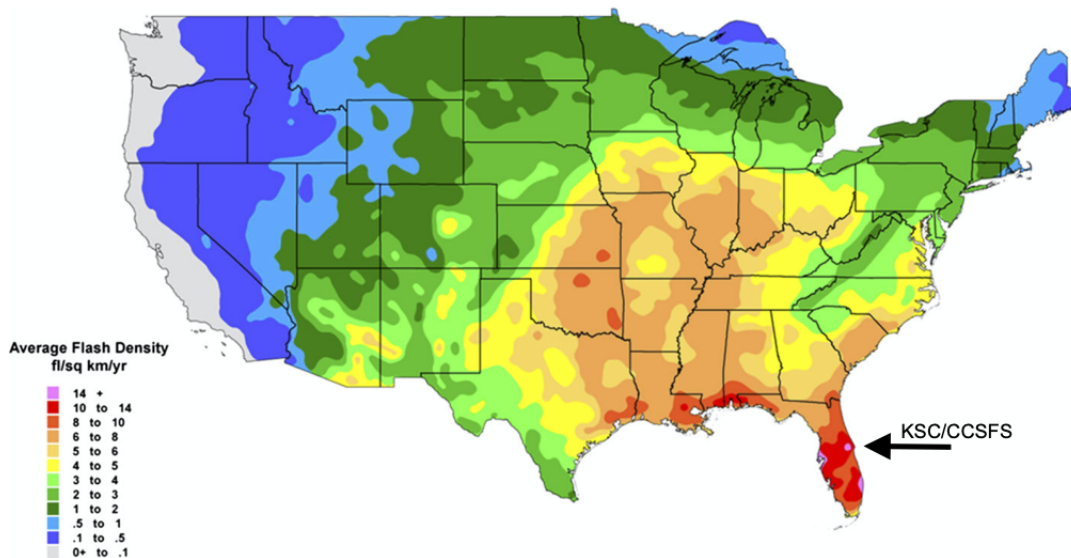 Average Flash Density
fl/sq km/yr
14 +
10 to 14
8 to 10
6 to 8
5 to 6
4 to 5
3 to 4
2 to 3
1 to 2
.5 to 1
.1 to .5
0+ to .1
KSC/CCSFS